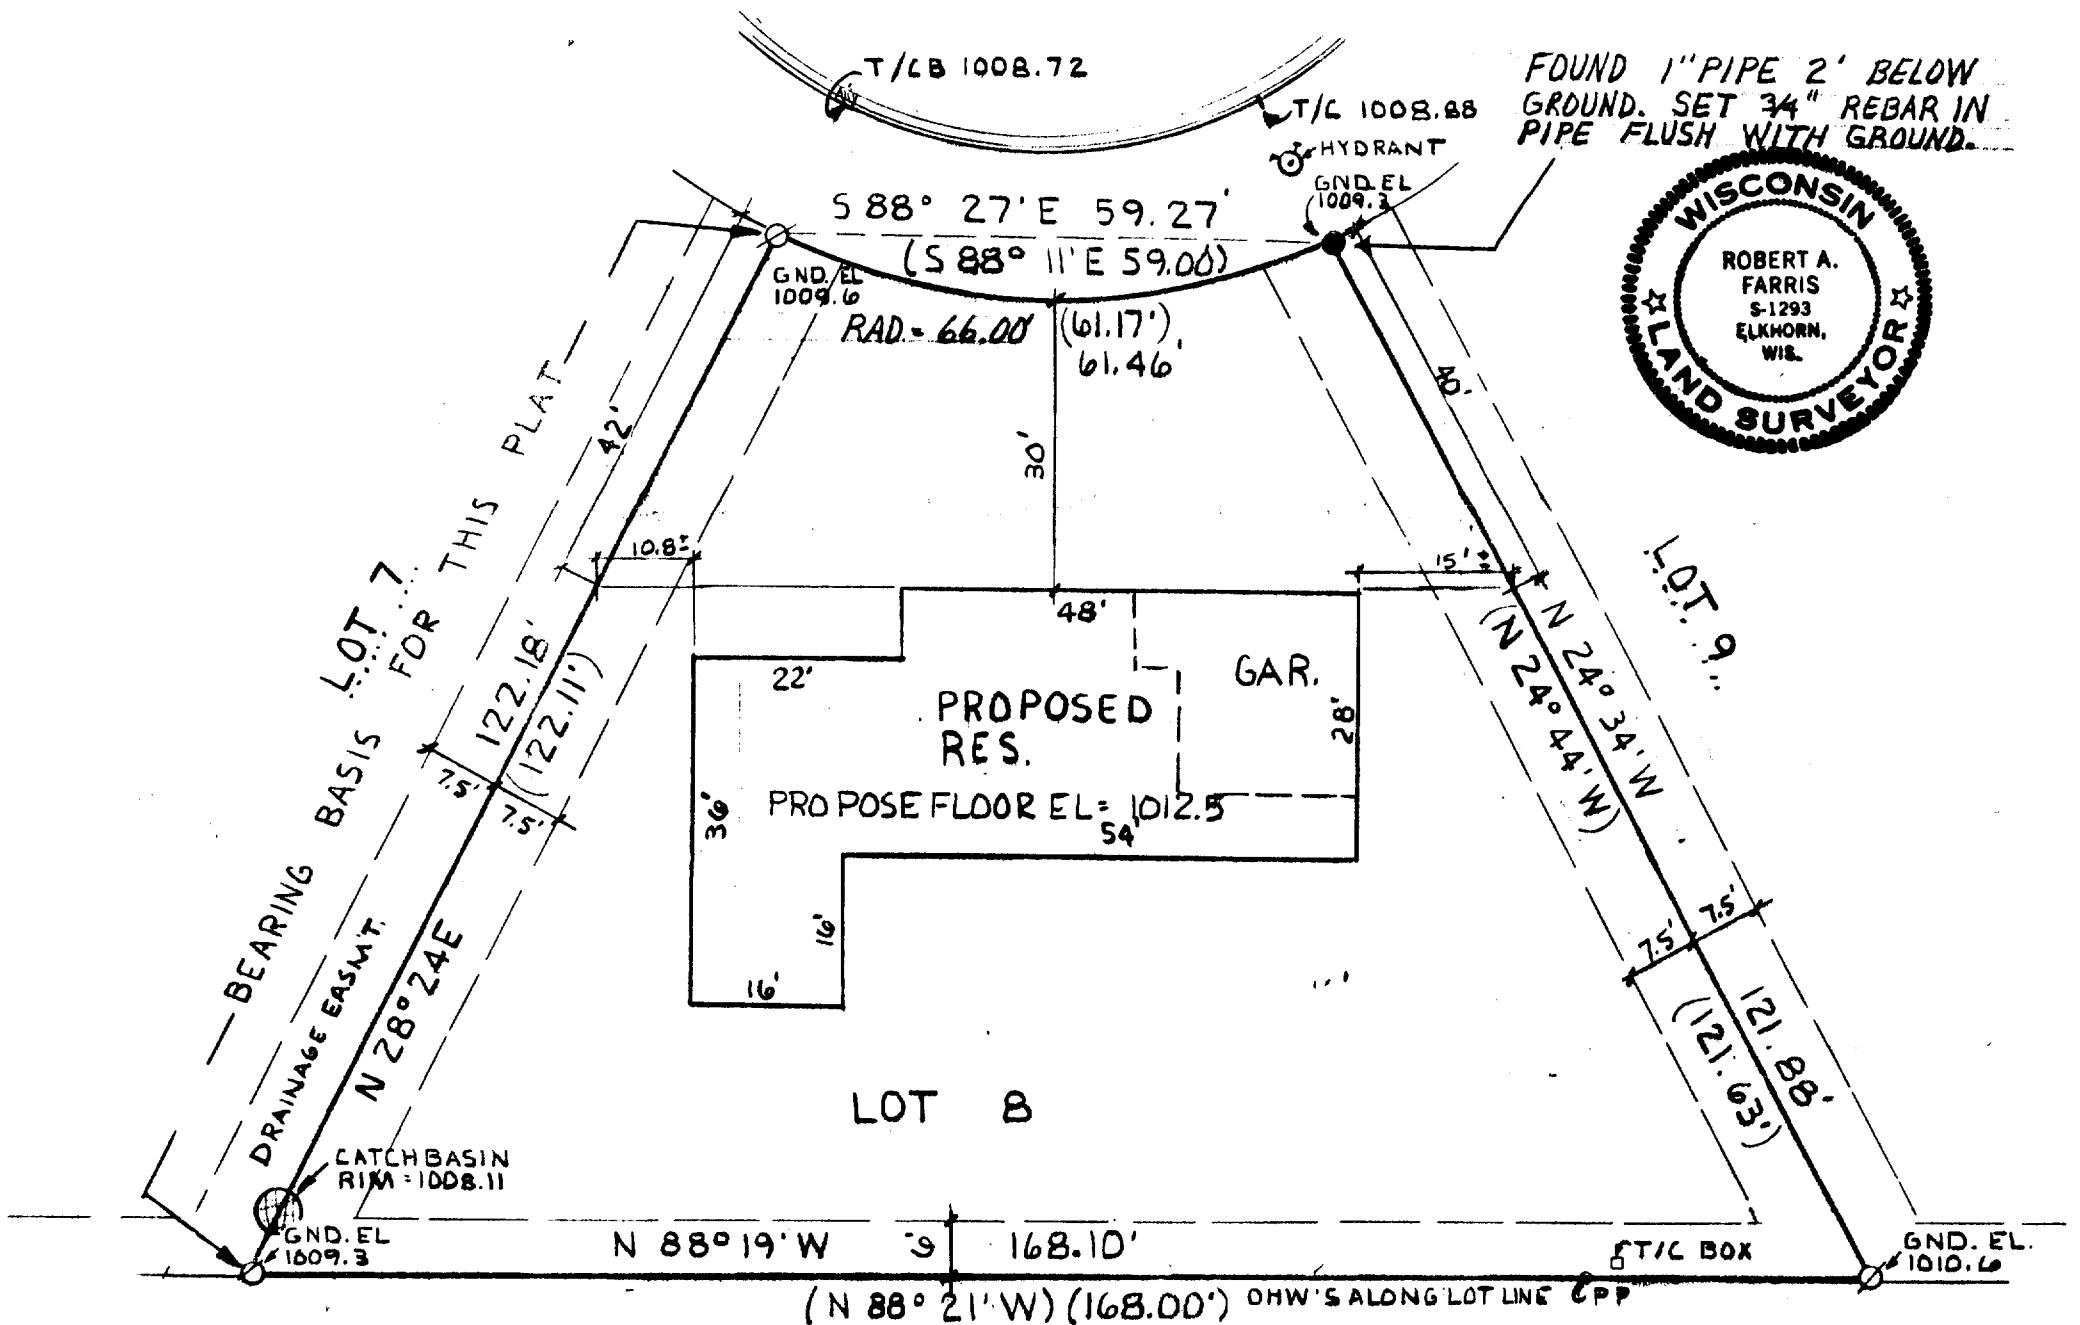 T/CB 1008.72
T/C 1008.88
HYDRANT
GND. EL
1009.3
FOUND 1" PIPE 2' BELOW
GROUND. SET 3/4" REBAR IN
PIPE FLUSH WITH GROUND.
WISCONSIN
LAND SURVEYOR
ROBERT A.
FARRIS
S-1293
ELKHORN,
WIS.
S 88° 27' E 59.27'
(S 88° 11' E 59.00')
GND. EL
1009.6
RAD = 66.00'
(61.17')
61.46'
42'
40'
30'
10.8'±
15'±
LOT 7
BEARING BASIS FOR THIS PLAT
LOT 9
N 24° 34' W
(N 24° 44' W)
122.18'
(122.11')
7.5'
7.5'
48'
22'
GAR.
28'
PROPOSED
RES.
PROPOSE FLOOR EL= 1012.5
54'
36'
16'
16'
7.5'
7.5'
121.88'
(121.63')
DRAINAGE EASM'T.
N 28° 24 E
LOT 8
CATCH BASIN
RIM = 1008.11
GND. EL
1009.3
N 88° 19' W 168.10'
6'
(N 88° 21' W) (168.00')
T/C BOX
OHW'S ALONG LOT LINE
PP
GND. EL.
1010.6